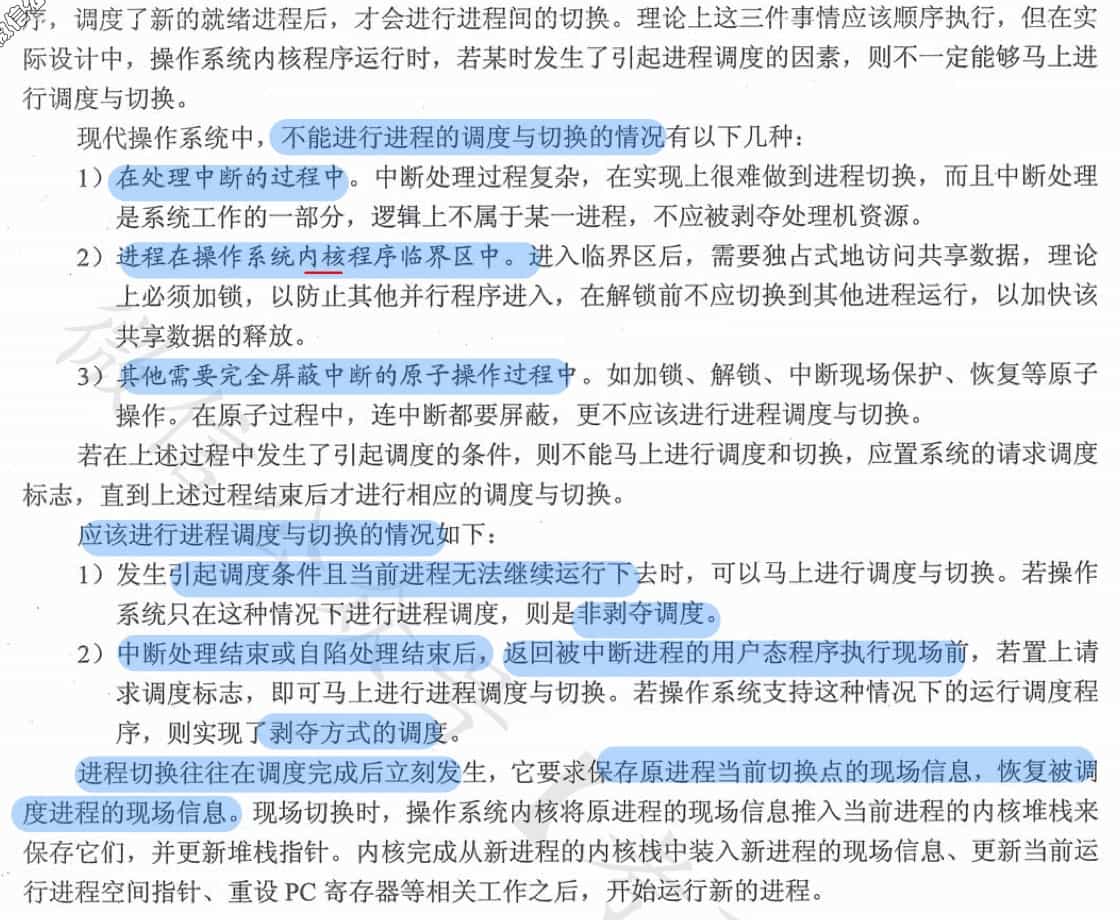 序，调度了新的就绪进程后，才会进行进程间的切换。理论上这三件事情应该顺序执行，但在实
际设计中，操作系统内核程序运行时，若某时发生了引起进程调度的因素，则不一定能够马上进
行调度与切换。
现代操作系统中，不能进行进程的调度与切换的情况有以下几种：
1）在处理中断的过程中。中断处理过程复杂，在实现上很难做到进程切换，而且中断处理
是系统工作的一部分，逻辑上不属于某一进程，不应被剥夺处理机资源。
2）进程在操作系统内核程序临界区中。进入临界区后，需要独占式地访问共享数据，理论
上必须加锁，以防止其他并行程序进入，在解锁前不应切换到其他进程运行，以加快该
共享数据的释放。
3）其他需要完全屏蔽中断的原子操作过程中。如加锁、解锁、中断现场保护、恢复等原子
操作。在原子过程中，连中断都要屏蔽，更不应该进行进程调度与切换。
若在上述过程中发生了引起调度的条件，则不能马上进行调度和切换，应置系统的请求调度
标志，直到上述过程结束后才进行相应的调度与切换。
应该进行进程调度与切换的情况如下：
1）发生引起调度条件且当前进程无法继续运行下去时，可以马上进行调度与切换。若操作
系统只在这种情况下进行进程调度，则是非剥夺调度。
2）中断处理结束或自陷处理结束后，返回被中断进程的用户态程序执行现场前，若置上请
求调度标志，即可马上进行进程调度与切换。若操作系统支持这种情况下的运行调度程
序，则实现了剥夺方式的调度。
进程切换往往在调度完成后立刻发生，它要求保存原进程当前切换点的现场信息，恢复被调
度进程的现场信息。现场切换时，操作系统内核将原进程的现场信息推入当前进程的内核堆栈来
保存它们，并更新堆栈指针。内核完成从新进程的内核栈中装入新进程的现场信息、更新当前运
行进程空间指针、重设 PC 寄存器等相关工作之后，开始运行新的进程。